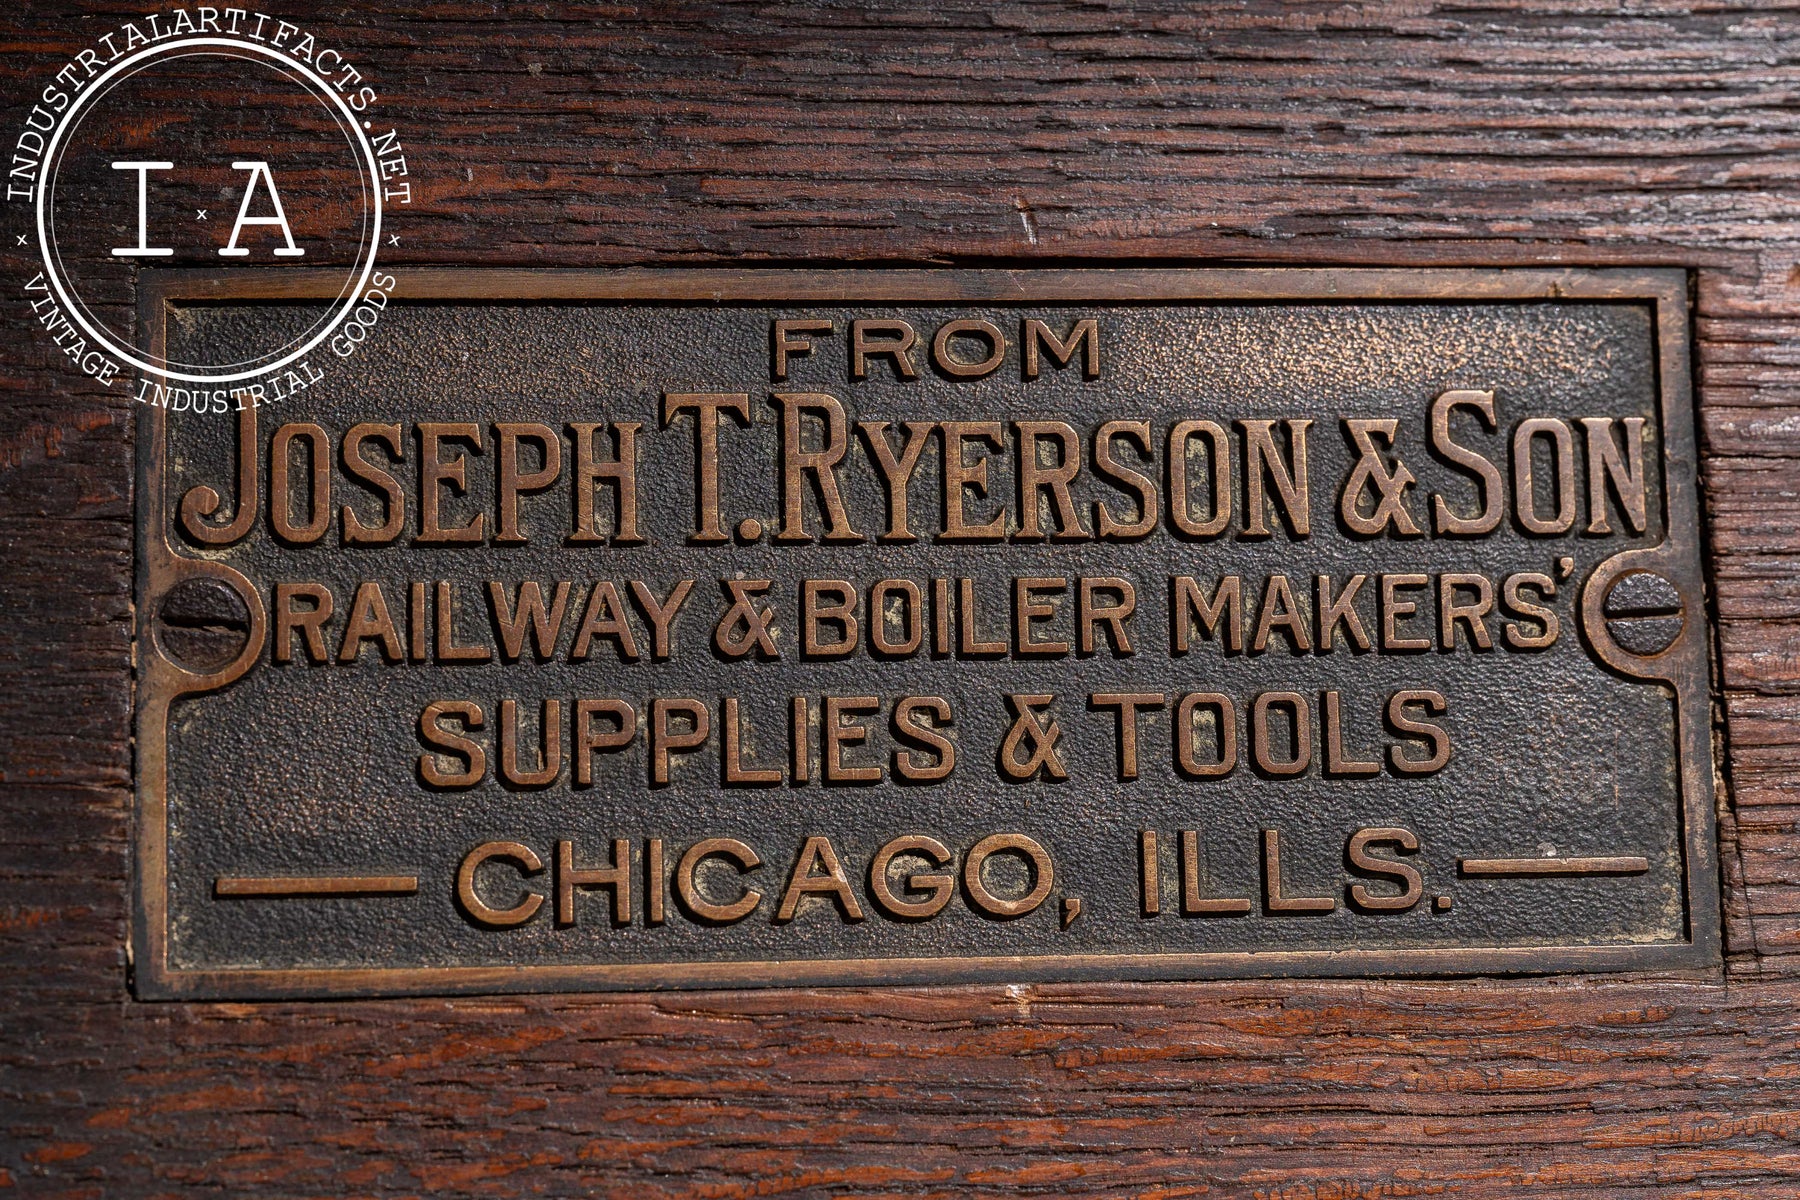 INDUSTRIALARTIFACTS.NET
I x A
x x
VINTAGE INDUSTRIAL GOODS
FROM
JOSEPH T. RYERSON & SON
RAILWAY & BOILER MAKERS'
SUPPLIES & TOOLS
— CHICAGO, ILLS. —